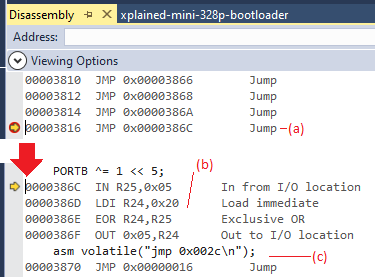 Disassembly xplained-mini-328p-bootloader
Address:
Viewing Options
00003810 JMP 0x00003866 Jump
00003812 JMP 0x00003868 Jump
00003814 JMP 0x0000386A Jump
00003816 JMP 0x0000386C Jump (a)
PORTB ^= 1 << 5; (b)
0000386C IN R25,0x05 In from I/O location
0000386D LDI R24,0x20 Load immediate
0000386E EOR R24,R25 Exclusive OR
0000386F OUT 0x05,R24 Out to I/O location
asm volatile("jmp 0x002c\n"); (c)
00003870 JMP 0x00000016 Jump